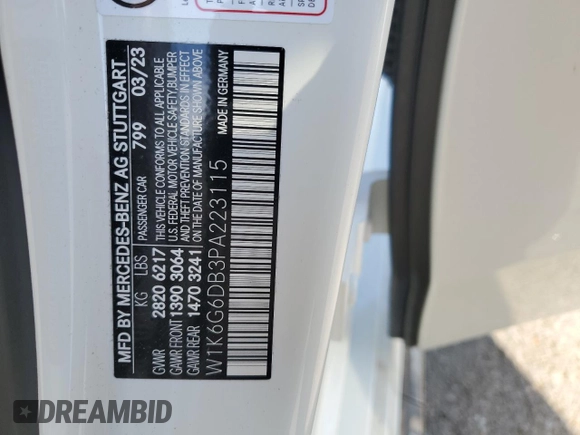 MFD BY MERCEDES-BENZ AG STUTTGART
KG LBS PASSENGER CAR 799 03/23
GVWR 2820 6217 THIS VEHICLE CONFORMS TO ALL APPLICABLE
GAWR FRONT 1390 3064 U.S. FEDERAL MOTOR VEHICLE SAFETY, BUMPER
GAWR REAR 1470 3241 AND THEFT PREVENTION STANDARDS IN EFFECT
ON THE DATE OF MANUFACTURE SHOWN ABOVE
W1K6G6DB3PA223115 MADE IN GERMANY
DREAMBID